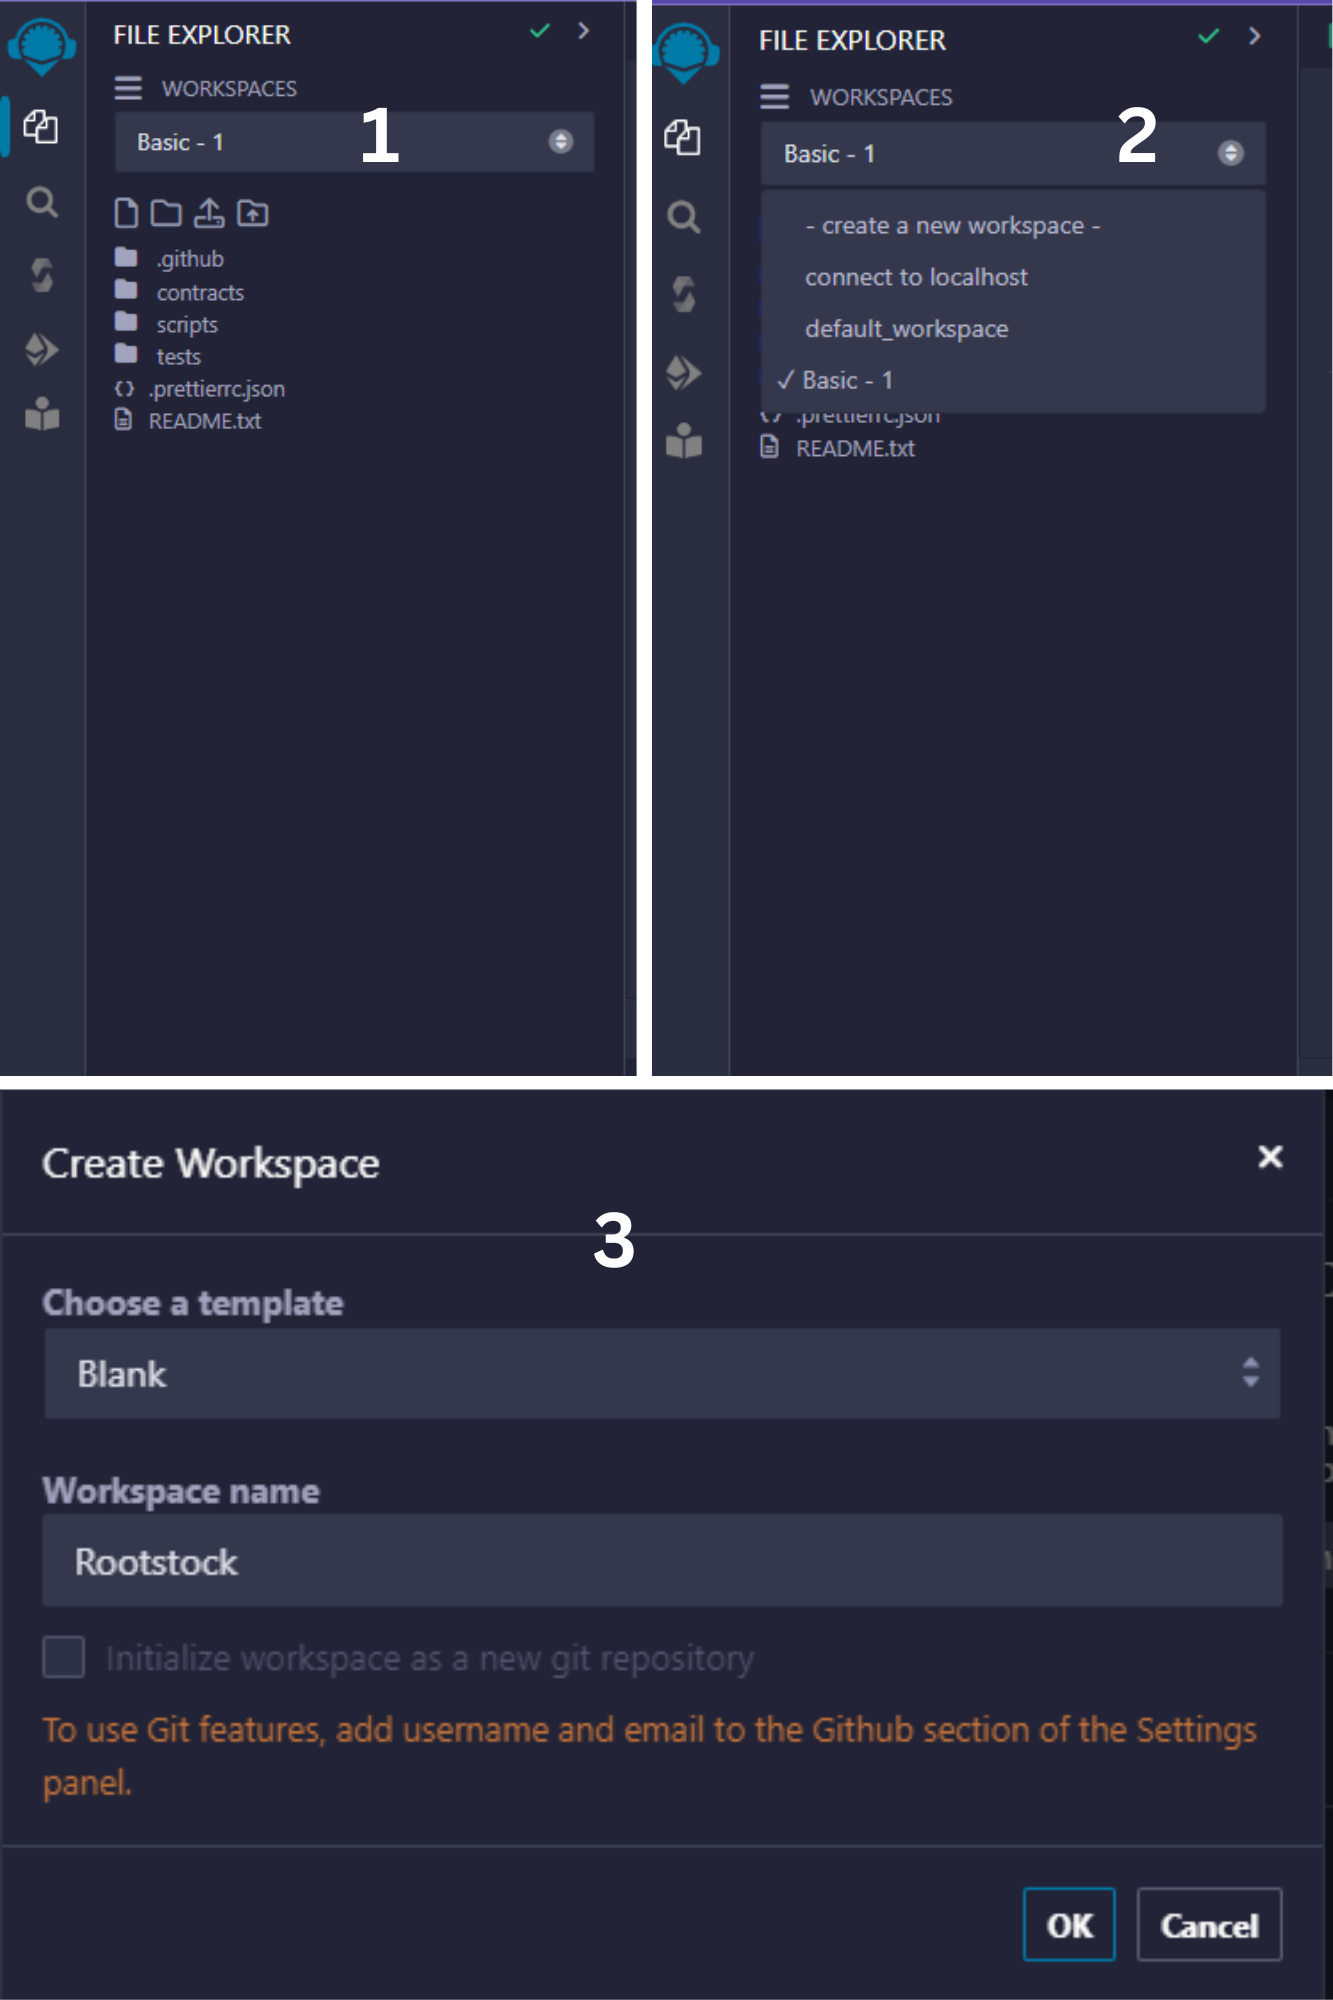 FILE EXPLORER
WORKSPACES
Basic - 1
1
.github
contracts
scripts
tests
.prettierrc.json
README.txt
FILE EXPLORER
WORKSPACES
Basic - 1
2
- create a new workspace -
connect to localhost
default_workspace
✓ Basic - 1
.prettierrc.json
README.txt
Create Workspace
3
Choose a template
Blank
Workspace name
Rootstock
Initialize workspace as a new git repository
To use Git features, add username and email to the Github section of the Settings
panel.
OK
Cancel